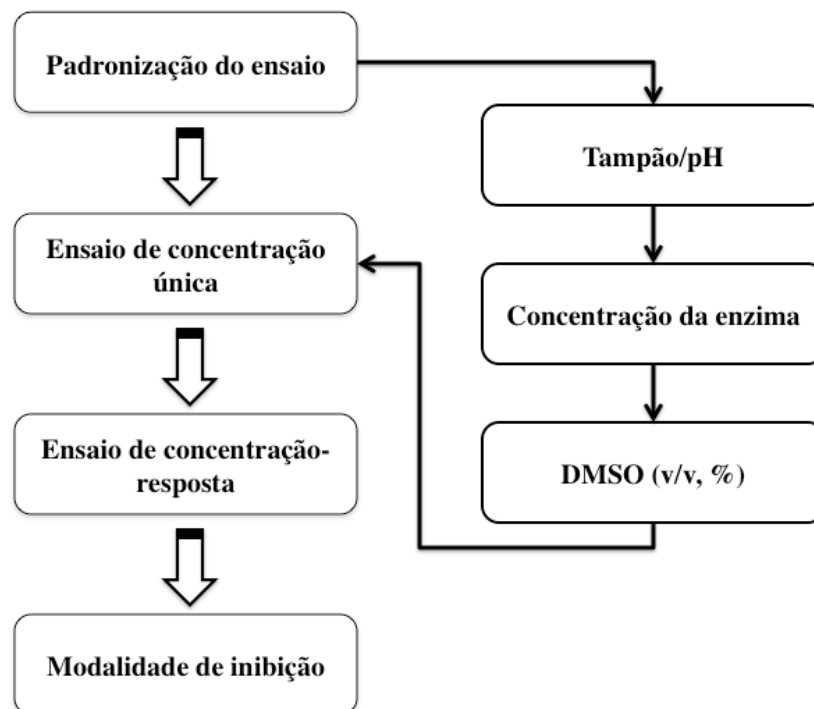 Padronização do ensaio
Tampão/pH
Ensaio de concentração
única
Concentração da enzima
Ensaio de concentração-
resposta
DMSO (v/v, %)
Modalidade de inibição